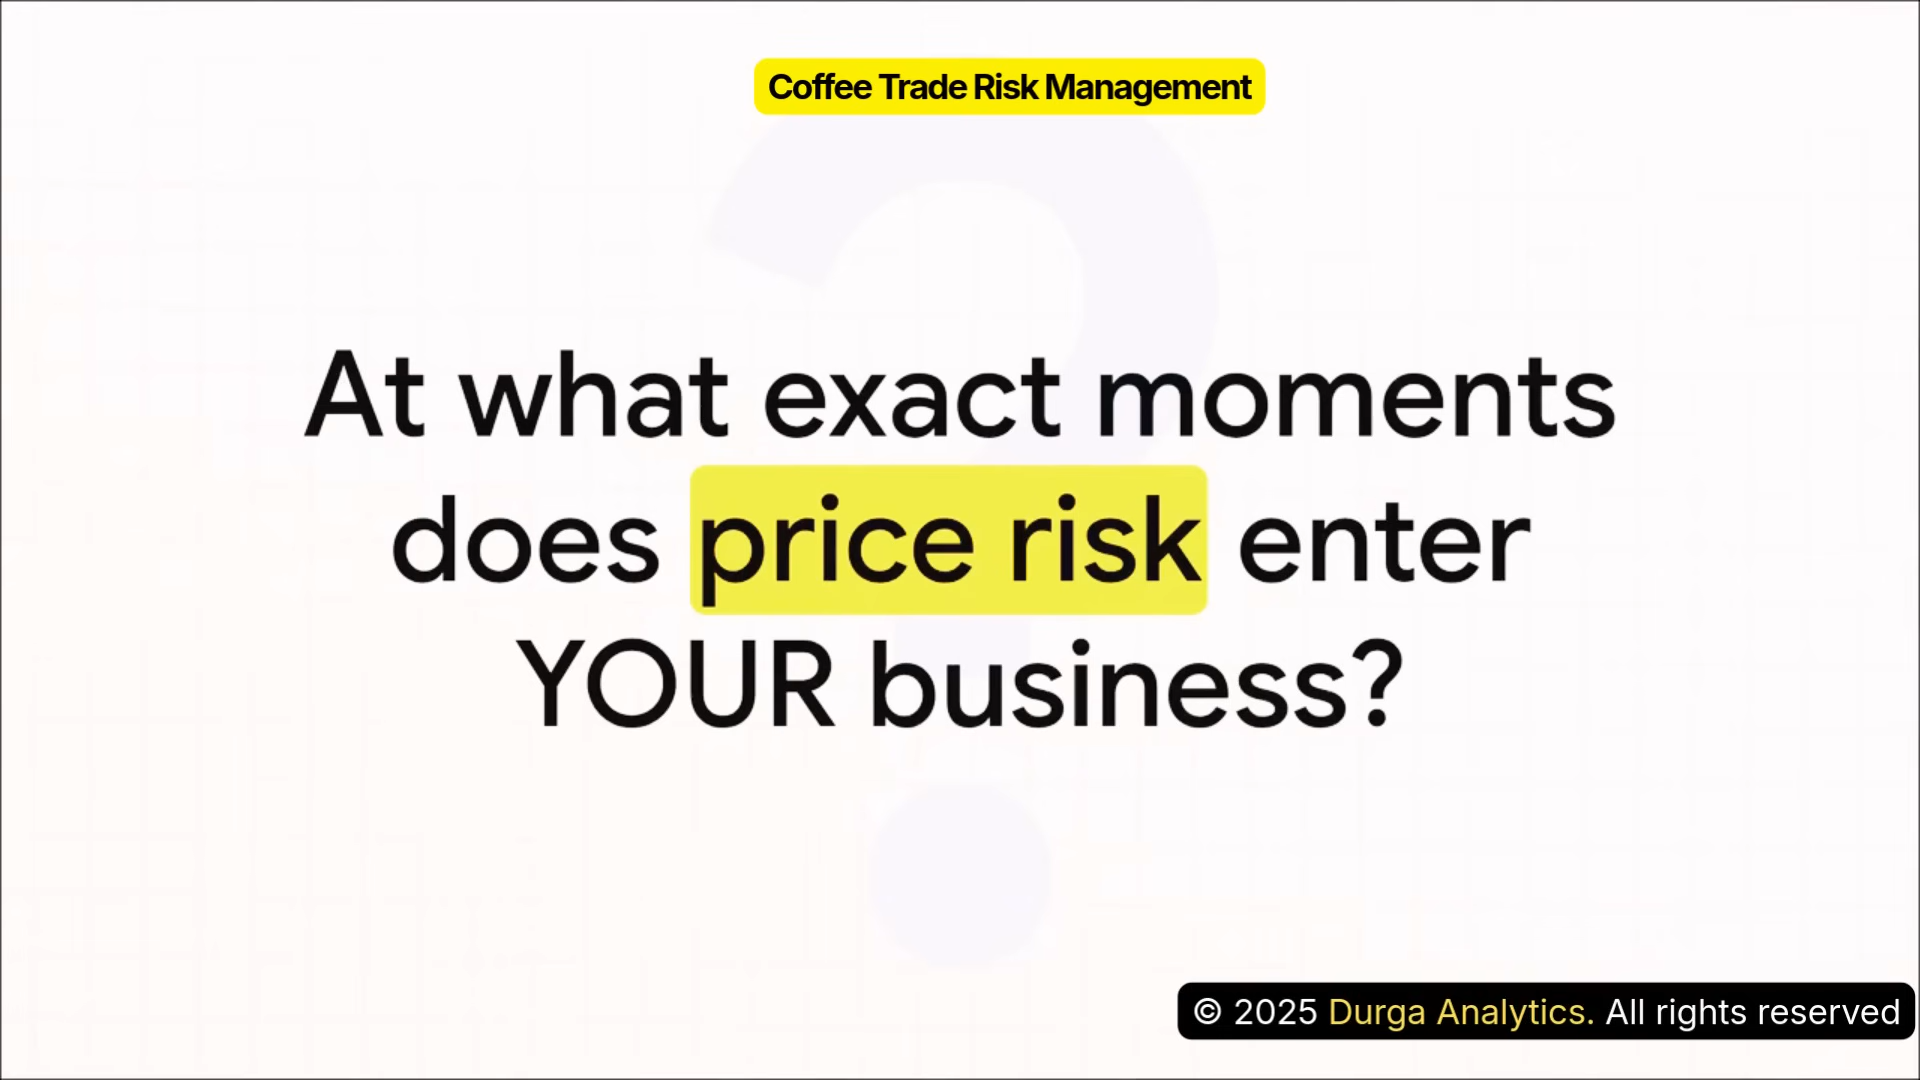 Coffee Trade Risk Management
At what exact moments
does price risk enter
YOUR business?
© 2025 Durga Analytics. All rights reserved